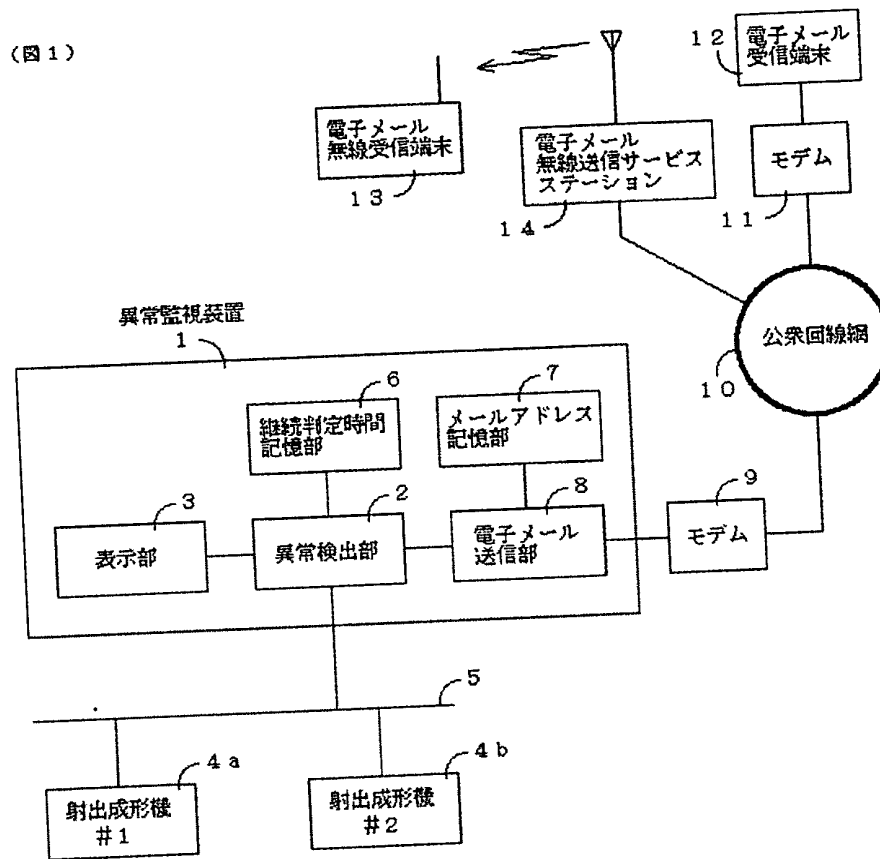 (図1)
電子メール
無線受信端末
13
電子メール
無線送信サービス
ステーション
14
12
電子メール
受信端末
モデム
11
公衆回線網
10
異常監視装置
1
6
継続判定時間
記憶部
7
メールアドレス
記憶部
3
表示部
2
異常検出部
8
電子メール
送信部
9
モデム
5
4a
射出成形機
#1
4b
射出成形機
#2